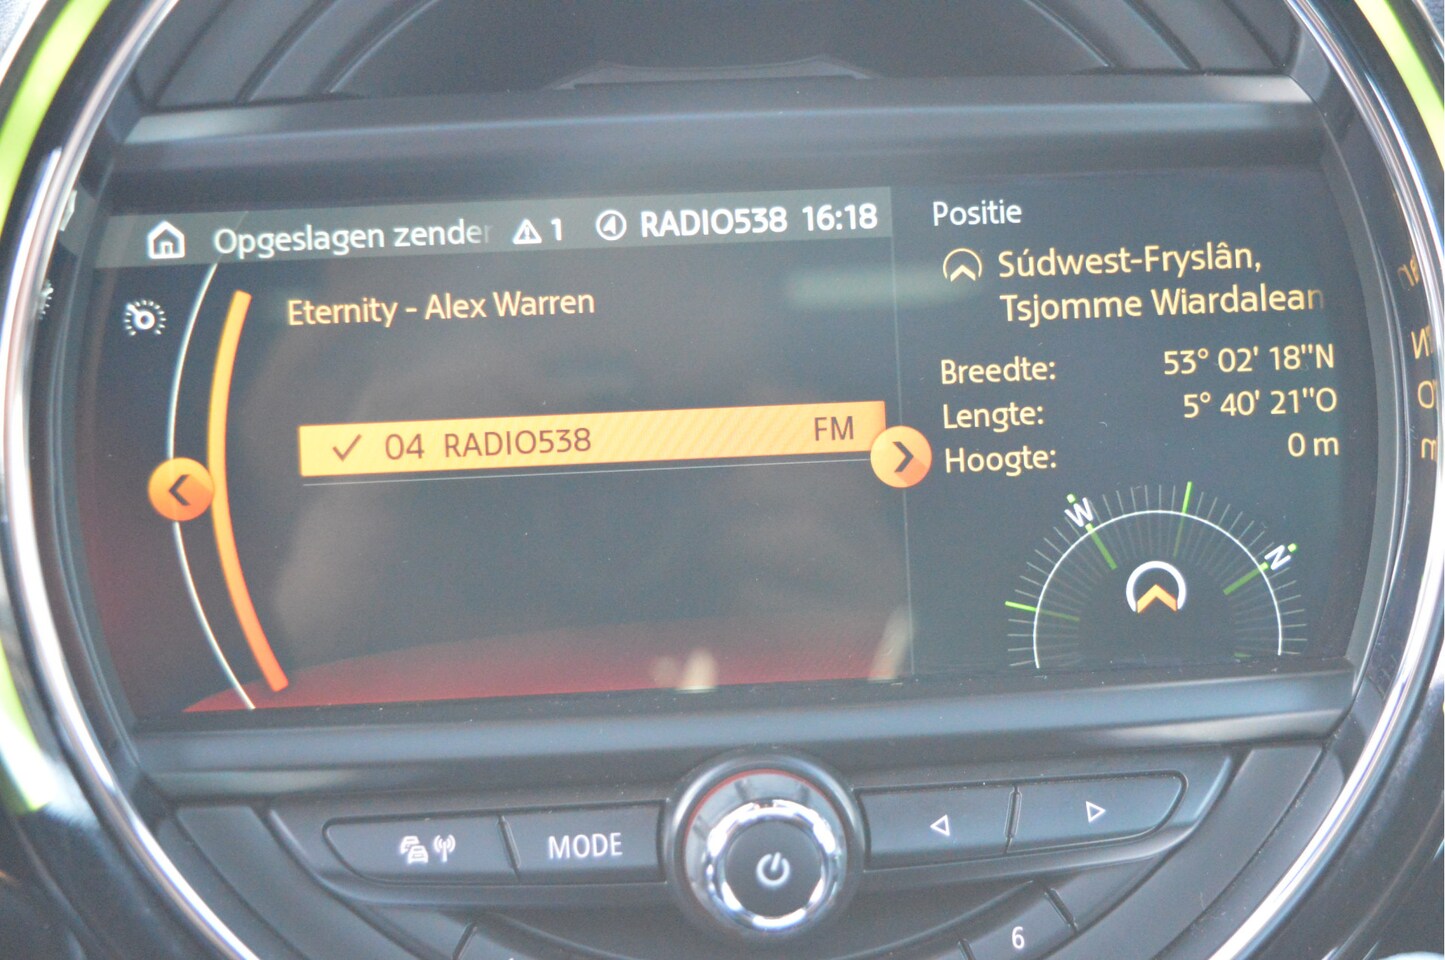 Opgeslagen zender
1
RADIO538 16:18
Eternity - Alex Warren
04 RADIO538 FM
Positie
Súdwest-Fryslân,
Tsjomme Wiardalean
Breedte: 53° 02' 18"N
Lengte: 5° 40' 21"O
Hoogte: 0 m
W
N
MODE
6